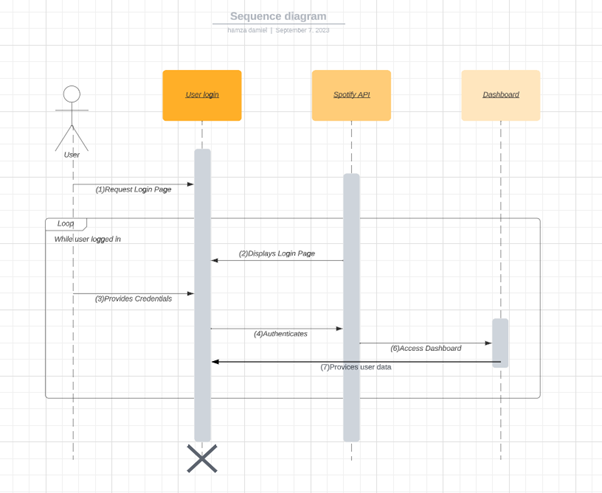 Sequence diagram
hamza daniel | September 7, 2023
User login
Spotify API
Dashboard
User
(1)Request Login Page
Loop
While user logged In
(2)Displays Login Page
(3)Provides Credentials
(4)Authenticates
(6)Access Dashboard
(7)Provices user data